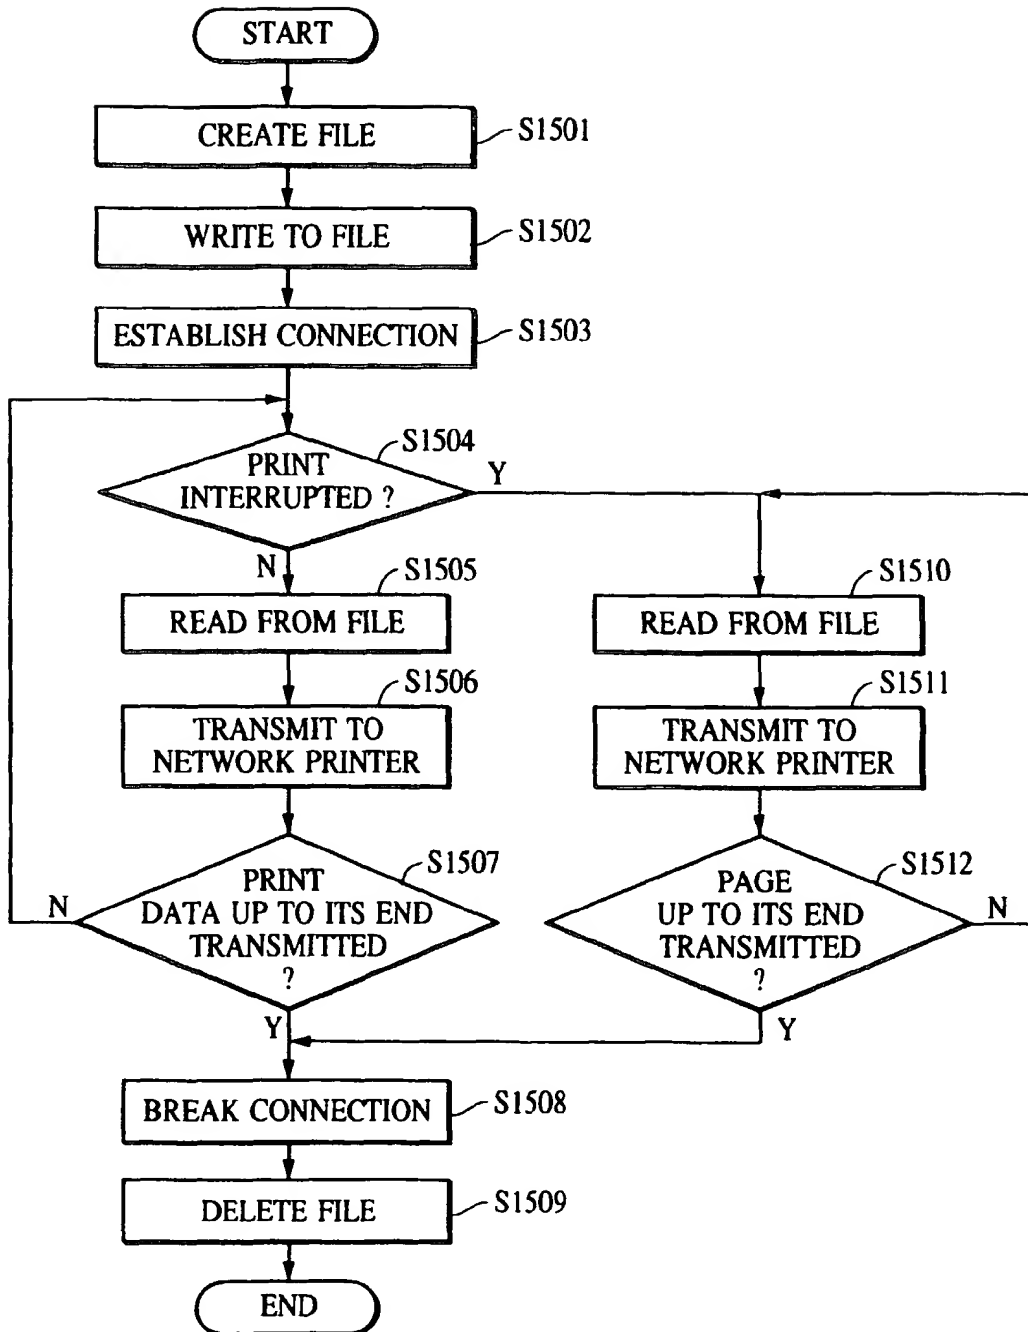 START
CREATE FILE
S1501
WRITE TO FILE
S1502
ESTABLISH CONNECTION
S1503
PRINT
INTERRUPTED ?
S1504
Y
N
READ FROM FILE
S1505
READ FROM FILE
S1510
TRANSMIT TO
NETWORK PRINTER
S1506
TRANSMIT TO
NETWORK PRINTER
S1511
PRINT
DATA UP TO ITS END
TRANSMITTED
?
S1507
N
Y
PAGE
UP TO ITS END
TRANSMITTED
?
S1512
N
Y
BREAK CONNECTION
S1508
DELETE FILE
S1509
END